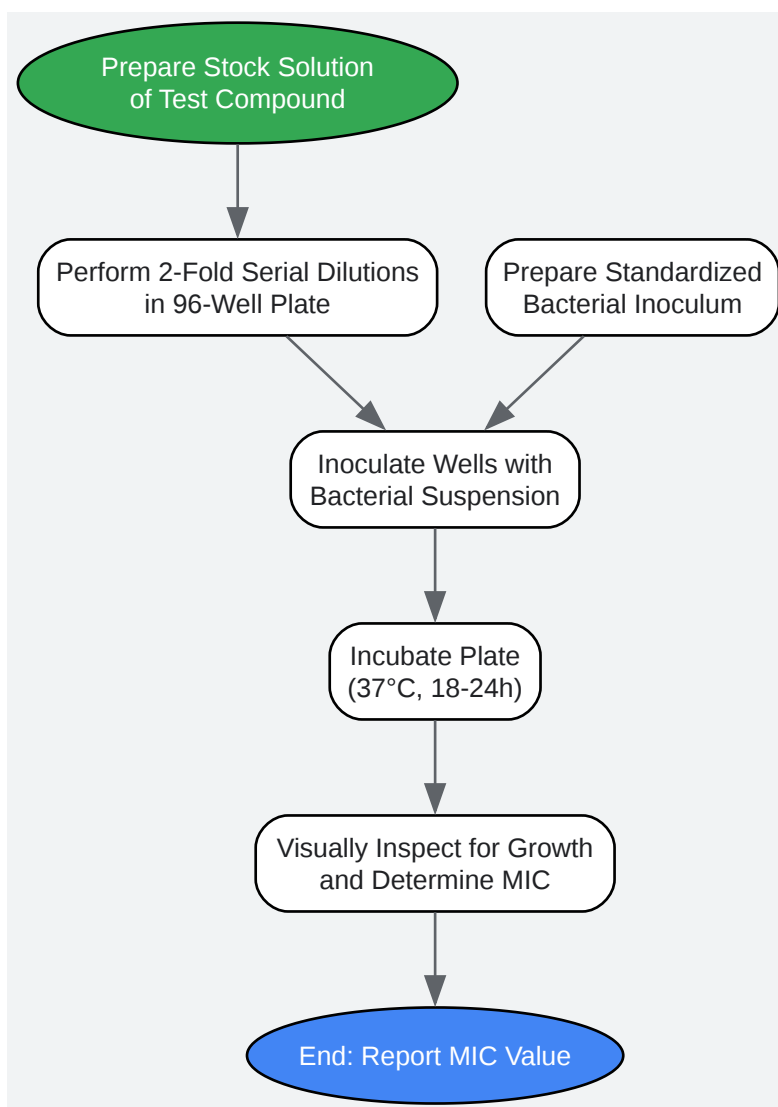 Prepare Stock Solution
of Test Compound
Perform 2-Fold Serial Dilutions
in 96-Well Plate
Prepare Standardized
Bacterial Inoculum
Inoculate Wells with
Bacterial Suspension
Incubate Plate
(37°C, 18-24h)
Visually Inspect for Growth
and Determine MIC
End: Report MIC Value